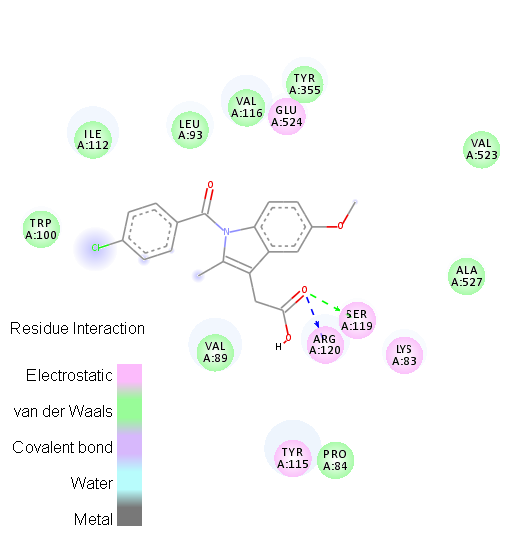 TYR
A:355
VAL
A:116
GLU
A:524
LEU
A:93
ILE
A:112
VAL
A:523
O
TRP
A:100
N
O
Cl
ALA
A:527
O
SER
A:119
Residue Interaction
O
H
ARG
A:120
VAL
A:89
LYS
A:83
Electrostatic
van der Waals
Covalent bond
TYR
A:115
PRO
A:84
Water
Metal